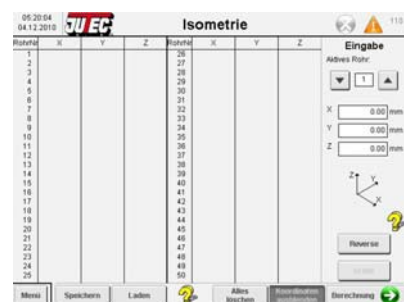 05:20:04
04.12.2010
JUTEC
Isometrie
RohrNr X Y Z RohrNr X Y Z
1 26
2 27
3 28
4 29
5 30
6 31
7 32
8 33
9 34
10 35
11 36
12 37
13 38
14 39
15 40
16 41
17 42
18 43
19 44
20 45
21 46
22 47
23 48
24 49
25 50
Eingabe
Aktives Rohr:
1
X 0.00 mm
Y 0.00 mm
Z 0.00 mm
Z Y
X
Reverse
Menü Speichern Laden Alles löschen Koordinaten Berechnung